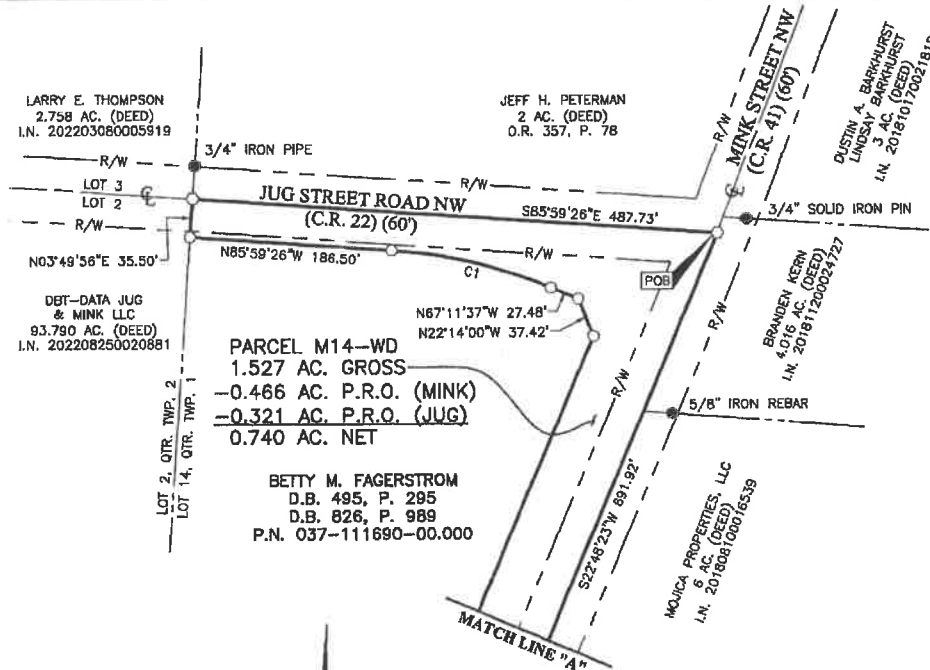 LARRY E. THOMPSON
2.758 AC. (DEED)
I.N. 202203080005919
JEFF H. PETERMAN
2 AC. (DEED)
O.R. 357, P. 78
MINK STREET NW
(C.R. 41) (60')
DUSTIN A. BARKHURST
LINDSAY BARKHURST
3 AC. (DEED)
3/4" IRON PIPE
R/W
R/W
LOT 3
LOT 2
JUG STREET ROAD NW
(C.R. 22) (60')
S85°59'26"E 487.73'
3/4" SOLID IRON PIN
R/W
R/W
R/W
N03°49'56"E 35.50'
N85°59'26"W 186.50'
C1
POB
BRANDEN KERN
4.016 AC. (DEED)
I.N. 201811120024727
DBT-DATA JUG
& MINK LLC
93.790 AC. (DEED)
I.N. 202208250020881
N67°11'37"W 27.48'
N22°14'00"W 37.42'
R/W
R/W
PARCEL M14-WD
1.527 AC. GROSS
-0.466 AC. P.R.O. (MINK)
-0.321 AC. P.R.O. (JUG)
0.740 AC. NET
5/8" IRON REBAR
LOT 2, QTR. TWP. 2
LOT 14, QTR. TWP. 1
BETTY M. FAGERSTROM
D.B. 495, P. 295
D.B. 826, P. 989
P.N. 037-111690-00.000
S22°48'23"W 691.92'
MOJICA PROPERTIES, LLC
6 AC. (DEED)
I.N. 201808100016539
MATCH LINE "A"